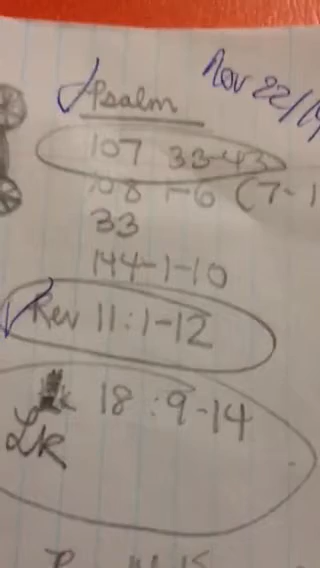 Psalm
Nov 22/
107 33-43
108 1-6 (7-1
33
144-1-10
Rev 11:1-12
18:9-14
Lk